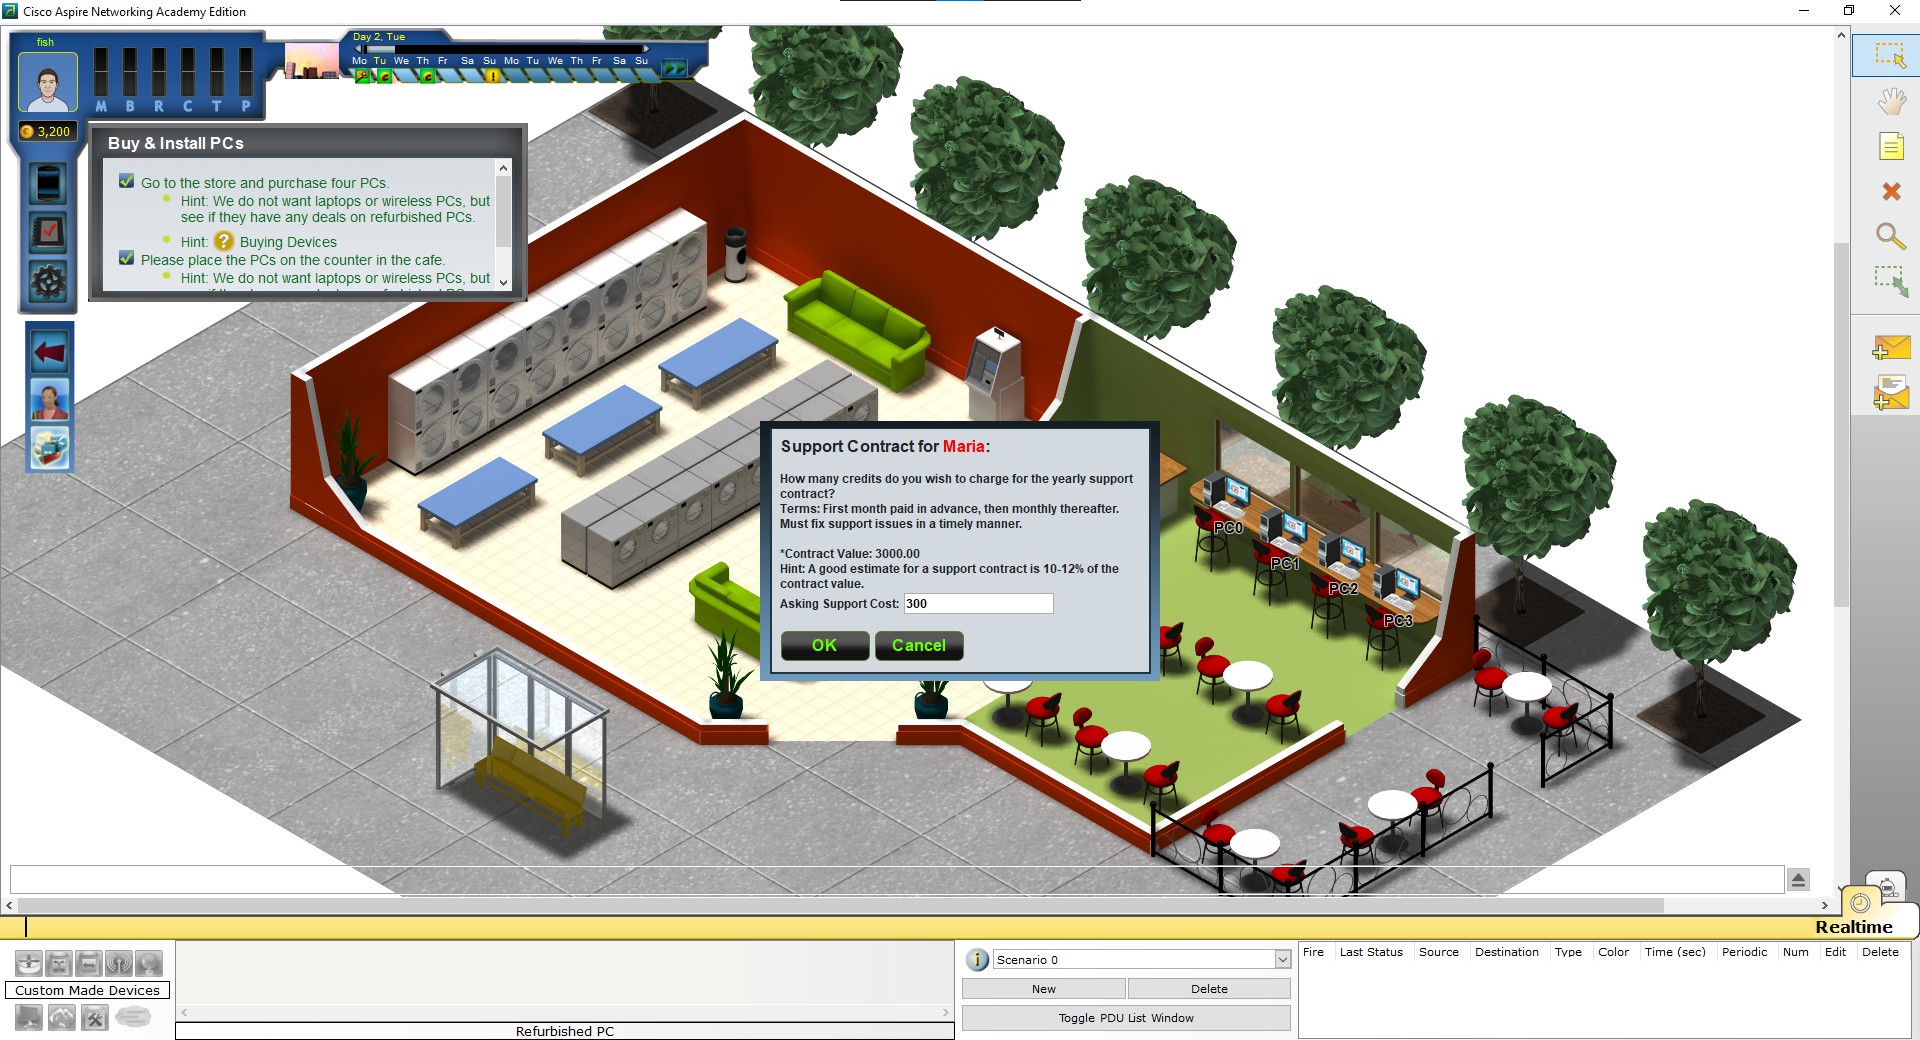 Cisco Aspire Networking Academy Edition
fish
Day 2, Tue
Mo Tu We Th Fr Sa Su Mo Tu We Th Fr Sa Su
M B R C T P
3,200
Buy & Install PCs
Go to the store and purchase four PCs.
Hint: We do not want laptops or wireless PCs, but
see if they have any deals on refurbished PCs.
Hint: ? Buying Devices
Please place the PCs on the counter in the cafe.
Hint: We do not want laptops or wireless PCs, but
Support Contract for Maria:
How many credits do you wish to charge for the yearly support
contract?
Terms: First month paid in advance, then monthly thereafter.
Must fix support issues in a timely manner.
*Contract Value: 3000.00
Hint: A good estimate for a support contract is 10-12% of the
contract value.
Asking Support Cost: 300
OK Cancel
PC0
PC1
PC2
PC3
Realtime
Custom Made Devices
Refurbished PC
Scenario 0
New Delete
Toggle PDU List Window
Fire Last Status Source Destination Type Color Time (sec) Periodic Num Edit Delete